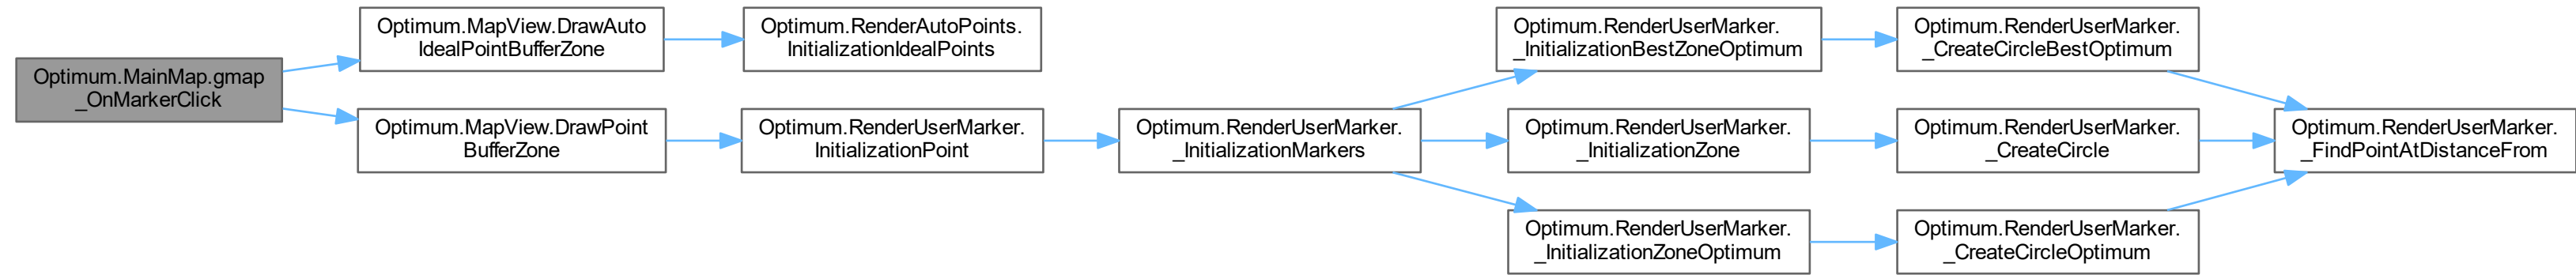 Optimum.MainMap.gmap
_OnMarkerClick
Optimum.MapView.DrawAuto
IdealPointBufferZone
Optimum.RenderAutoPoints.
InitializationIdealPoints
Optimum.MapView.DrawPoint
BufferZone
Optimum.RenderUserMarker.
InitializationPoint
Optimum.RenderUserMarker.
_InitializationMarkers
Optimum.RenderUserMarker.
_InitializationBestZoneOptimum
Optimum.RenderUserMarker.
_CreateCircleBestOptimum
Optimum.RenderUserMarker.
_InitializationZone
Optimum.RenderUserMarker.
_CreateCircle
Optimum.RenderUserMarker.
_FindPointAtDistanceFrom
Optimum.RenderUserMarker.
_InitializationZoneOptimum
Optimum.RenderUserMarker.
_CreateCircleOptimum